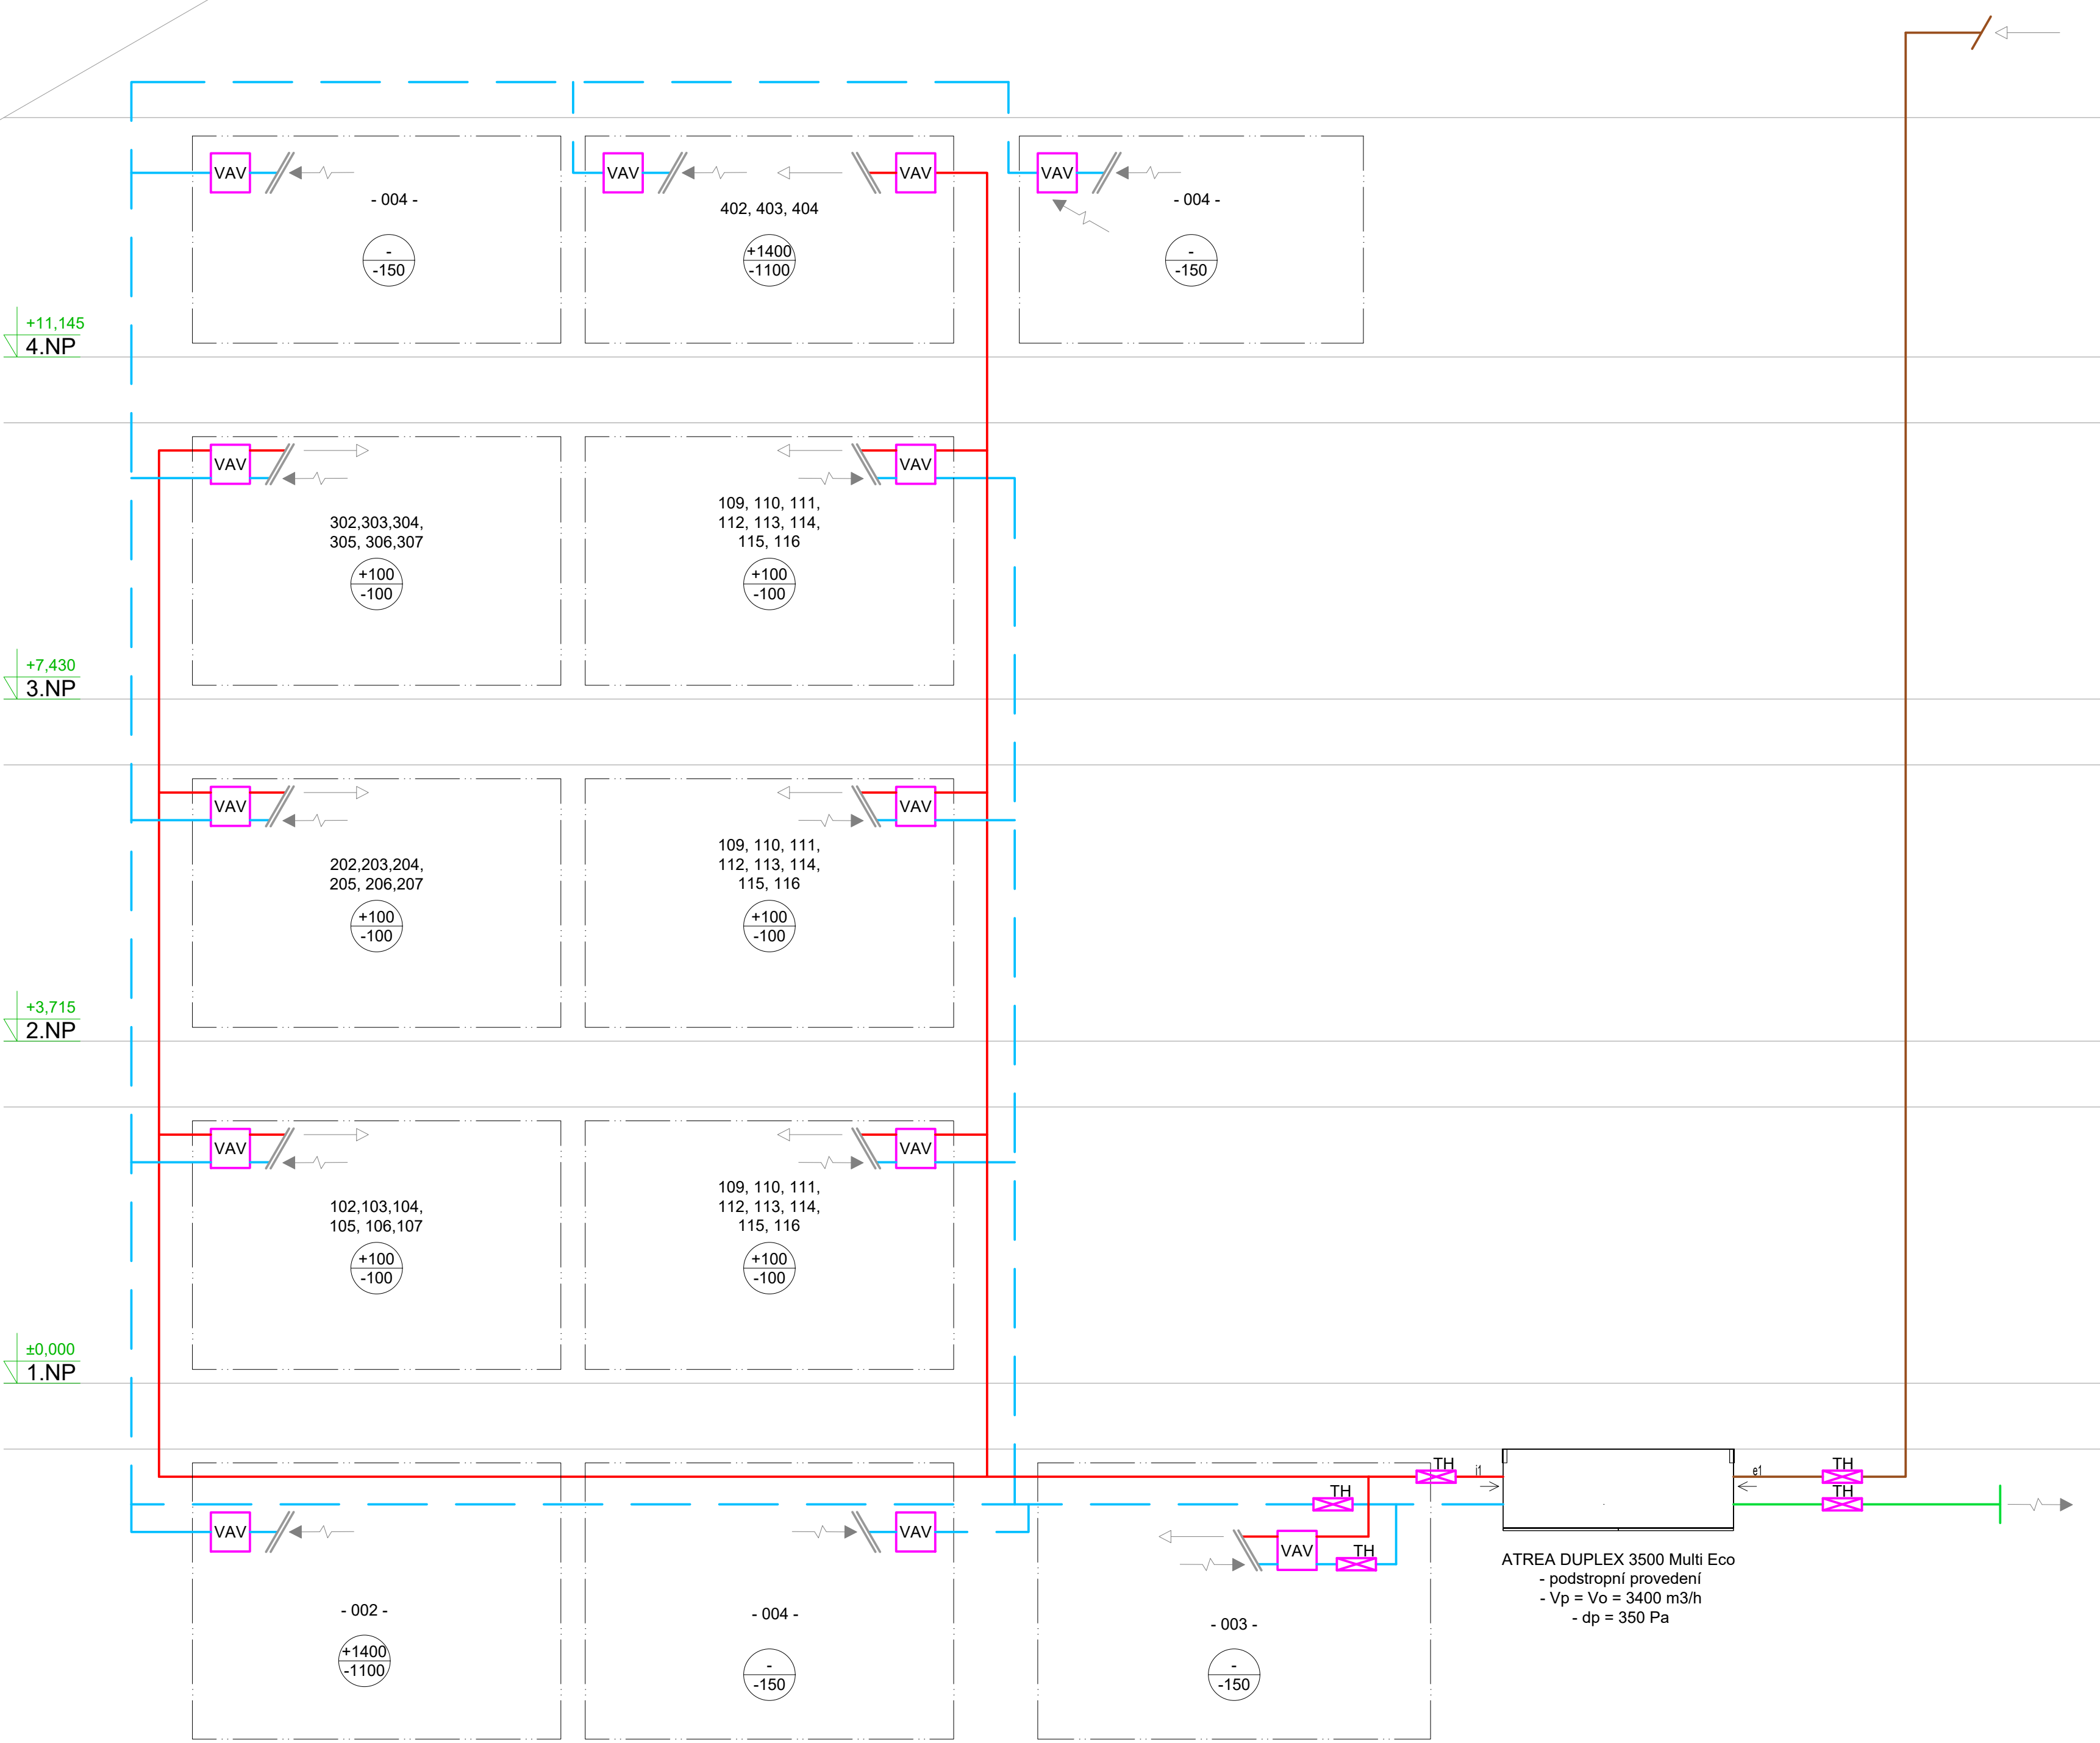 VAV
VAV
VAV
VAV
- 004 -
402, 403, 404
- 004 -
-
-150
+1400
-1100
-
-150
+11,145
4.NP
VAV
VAV
302,303,304,
305, 306,307
109, 110, 111,
112, 113, 114,
115, 116
+100
-100
+100
-100
+7,430
3.NP
VAV
VAV
202,203,204,
205, 206,207
109, 110, 111,
112, 113, 114,
115, 116
+100
-100
+100
-100
+3,715
2.NP
VAV
VAV
102,103,104,
105, 106,107
109, 110, 111,
112, 113, 114,
115, 116
+100
-100
+100
-100
±0,000
1.NP
TH
i1
e1
TH
TH
TH
VAV
VAV
VAV
TH
- 002 -
+1400
-1100
- 004 -
-
-150
- 003 -
-
-150
ATREA DUPLEX 3500 Multi Eco
- podstropní provedení
- Vp = Vo = 3400 m3/h
- dp = 350 Pa